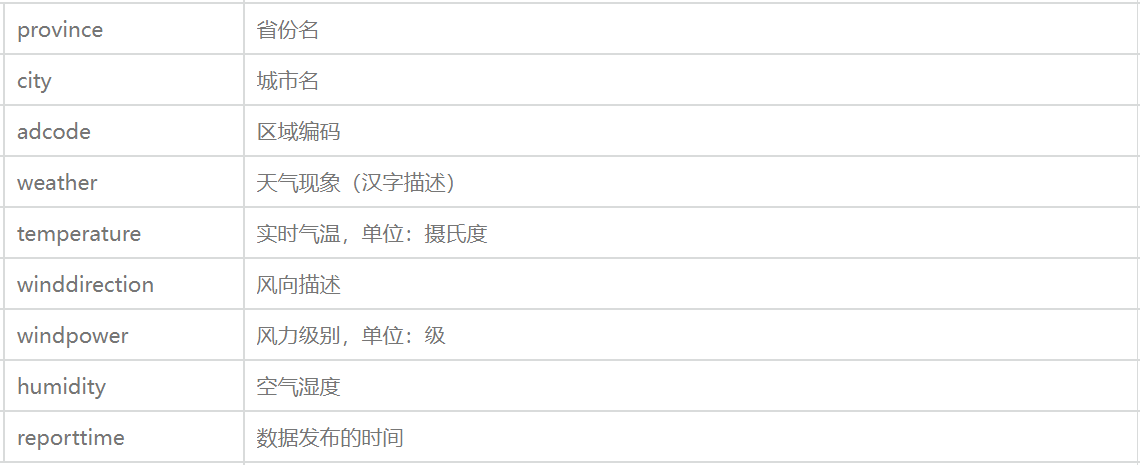 province 省份名
city 城市名
adcode 区域编码
weather 天气现象（汉字描述）
temperature 实时气温，单位：摄氏度
winddirection 风向描述
windpower 风力级别，单位：级
humidity 空气湿度
reporttime 数据发布的时间